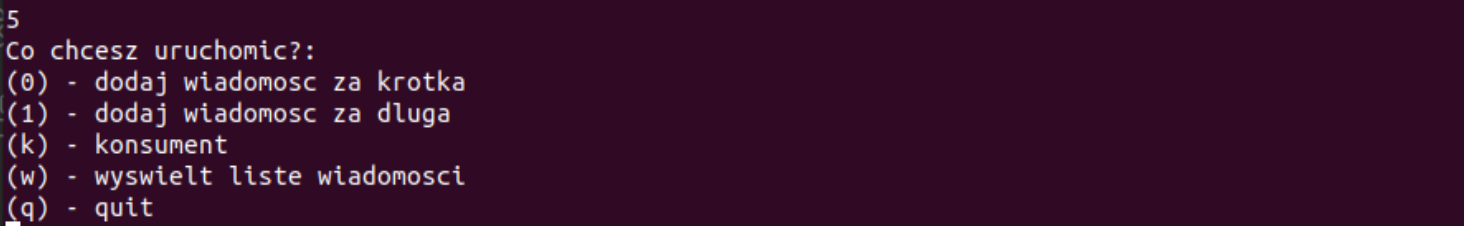 5
Co chcesz uruchomic?:
(0) - dodaj wiadomosc za krotka
(1) - dodaj wiadomosc za dluga
(k) - konsument
(w) - wyswielt liste wiadomosci
(q) - quit